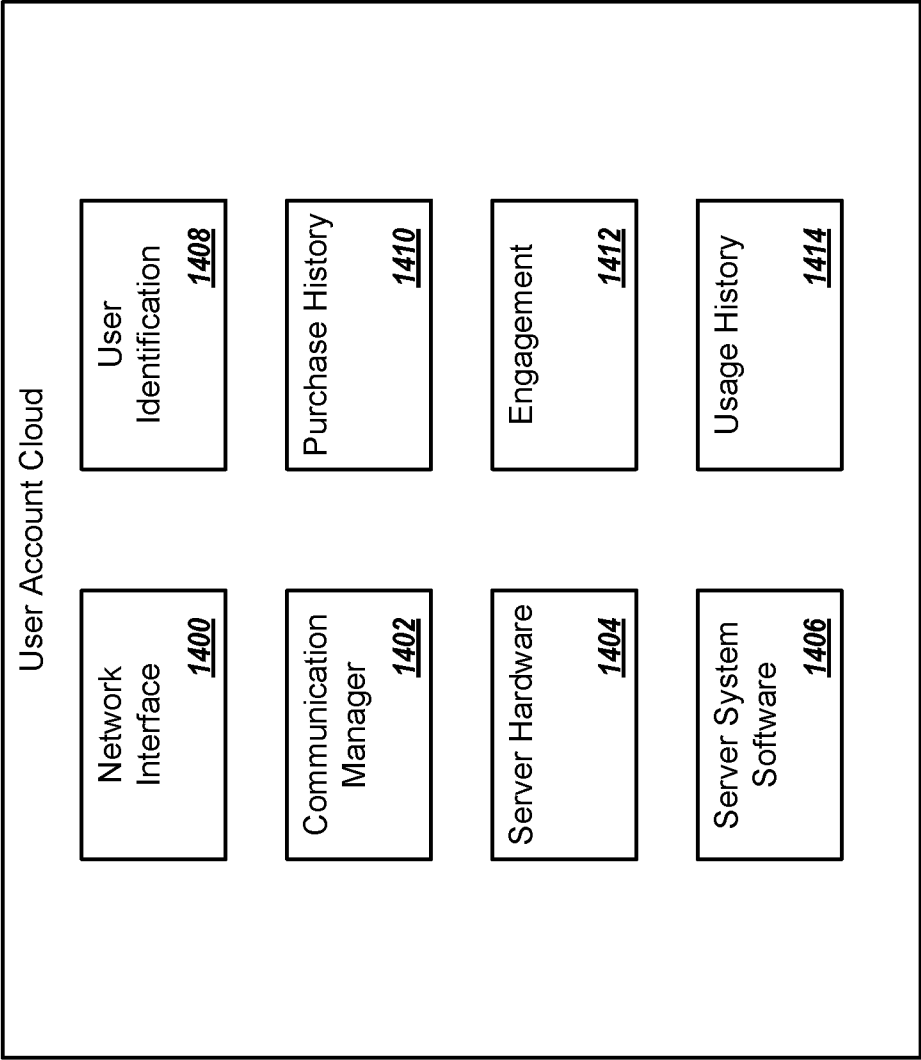 User Account Cloud
Network
Interface
1400
Communication
Manager
1402
Server Hardware
1404
Server System
Software
1406
User
Identification
1408
Purchase History
1410
Engagement
1412
Usage History
1414